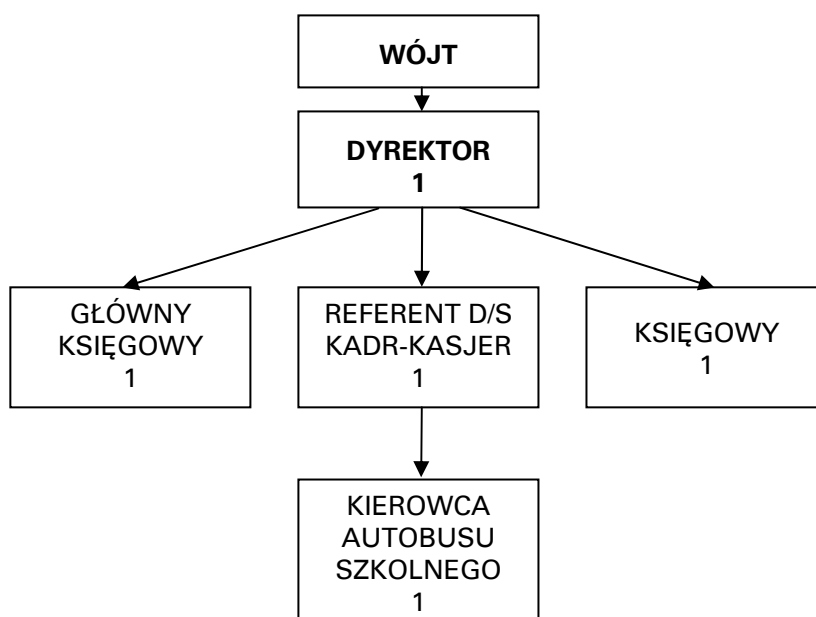 WÓJT
DYREKTOR
1
GŁÓWNY
KSIĘGOWY
1
REFERENT D/S
KADR-KASJER
1
KSIĘGOWY
1
KIEROWCA
AUTOBUSU
SZKOLNEGO
1